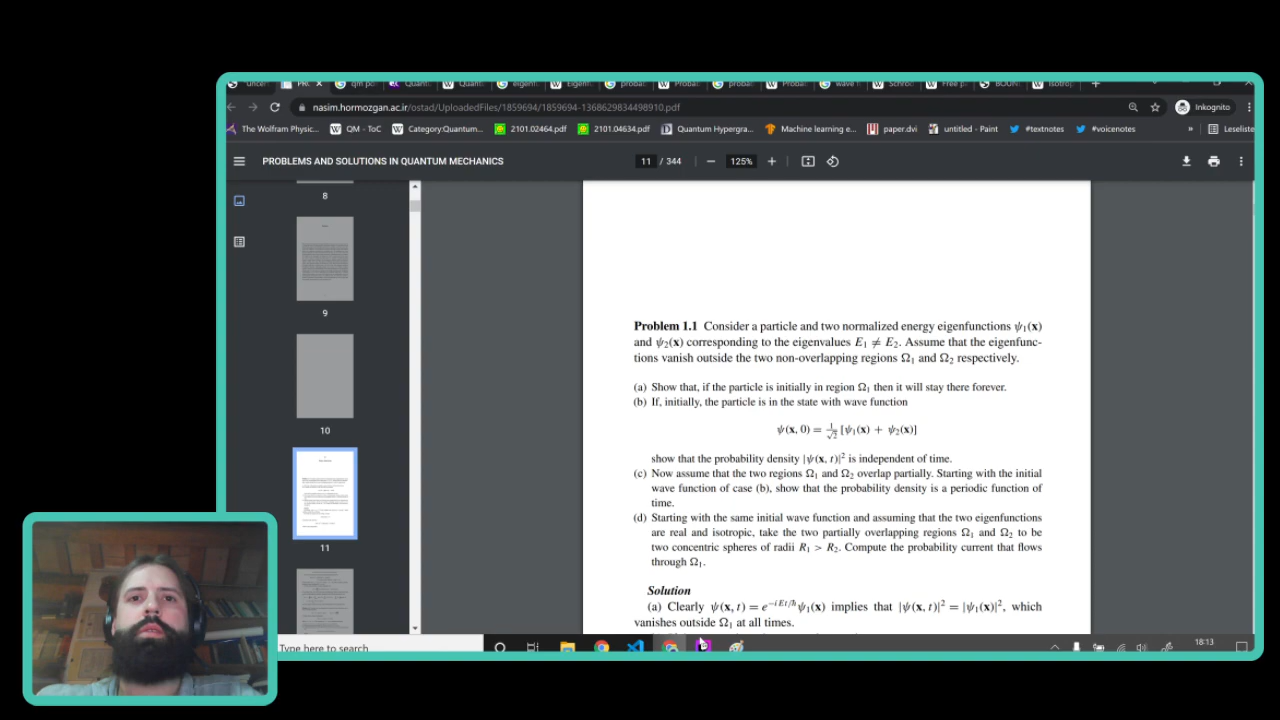 nasim.hormozgan.ac.ir/ostad/UploadedFiles/1859694/1859694-1368629834498910.pdf
Inkognito
The Wolfram Physic...
QM - ToC
Category:Quantum...
2101.02464.pdf
2101.04634.pdf
Quantum Hypergra...
Machine learning e...
paper.dvi
untitled - Paint
#textnotes
#voicenotes
»
Leseliste
PROBLEMS AND SOLUTIONS IN QUANTUM MECHANICS
11 / 344
125%
8
9
10
11
Problem 1.1 Consider a particle and two normalized energy eigenfunctions ψ₁(x)
and ψ₂(x) corresponding to the eigenvalues E₁ ≠ E₂. Assume that the eigenfunc-
tions vanish outside the two non-overlapping regions Ω₁ and Ω₂ respectively.
(a) Show that, if the particle is initially in region Ω₁ then it will stay there forever.
(b) If, initially, the particle is in the state with wave function
ψ(x, 0) = 1/√2 [ψ₁(x) + ψ₂(x)]
show that the probability density |ψ(x, t)|² is independent of time.
(c) Now assume that the two regions Ω₁ and Ω₂ overlap partially. Starting with the initial
wave function of case (b), show that the probability density is a periodic function of
time.
(d) Starting with the same initial wave function and assuming that the two eigenfunctions
are real and isotropic, take the two partially overlapping regions Ω₁ and Ω₂ to be
two concentric spheres of radii R₁ > R₂. Compute the probability current that flows
through Ω₁.
Solution
(a) Clearly ψ(x, t) = e^{-iEt/ħ}ψ₁(x) implies that |ψ(x, t)|² = |ψ₁(x)|², which
vanishes outside Ω₁ at all times.
Type here to search
18:13